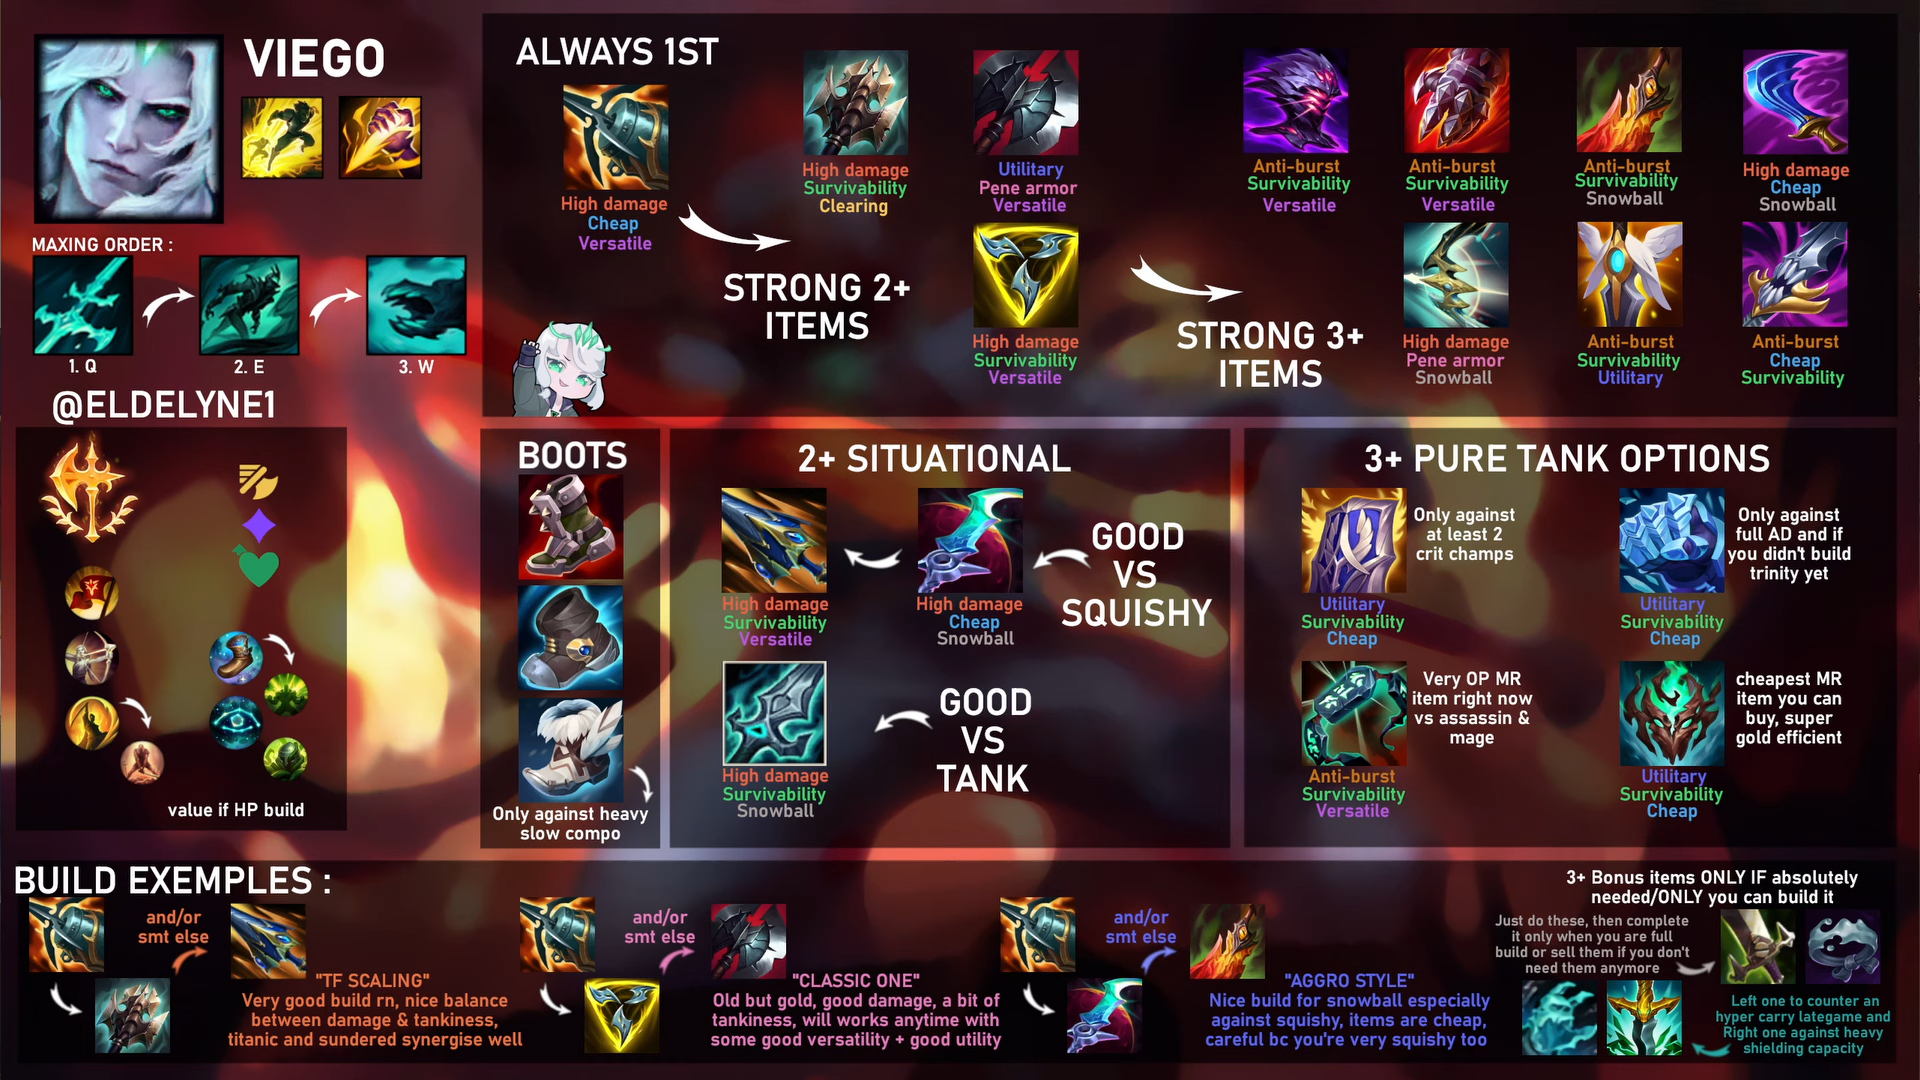 VIEGO
MAXING ORDER :
1. Q
2. E
3. W
@ELDELYNE1
value if HP build
ALWAYS 1ST
High damage
Cheap
Versatile
STRONG 2+
ITEMS
High damage
Survivability
Clearing
Utilitary
Pene armor
Versatile
High damage
Survivability
Versatile
STRONG 3+
ITEMS
Anti-burst
Survivability
Versatile
Anti-burst
Survivability
Versatile
Anti-burst
Survivability
Snowball
High damage
Cheap
Snowball
High damage
Pene armor
Snowball
Anti-burst
Survivability
Utilitary
Anti-burst
Cheap
Survivability
BOOTS
Only against heavy
slow compo
2+ SITUATIONAL
High damage
Survivability
Versatile
High damage
Cheap
Snowball
GOOD
VS
SQUISHY
High damage
Survivability
Snowball
GOOD
VS
TANK
3+ PURE TANK OPTIONS
Only against
at least 2
crit champs
Utilitary
Survivability
Cheap
Only against
full AD and if
you didn't build
trinity yet
Utilitary
Survivability
Cheap
Very OP MR
item right now
vs assassin &
mage
Anti-burst
Survivability
Versatile
cheapest MR
item you can
buy, super
gold efficient
Utilitary
Survivability
Cheap
BUILD EXEMPLES :
and/or
smt else
"TF SCALING"
Very good build rn, nice balance
between damage & tankiness,
titanic and sundered synergise well
and/or
smt else
"CLASSIC ONE"
Old but gold, good damage, a bit of
tankiness, will works anytime with
some good versatility + good utility
and/or
smt else
"AGGRO STYLE"
Nice build for snowball especially
against squishy, items are cheap,
careful bc you're very squishy too
3+ Bonus items ONLY IF absolutely
needed/ONLY you can build it
Just do these, then complete
it only when you are full
build or sell them if you don't
need them anymore
Left one to counter an
hyper carry lategame and
Right one against heavy
shielding capacity